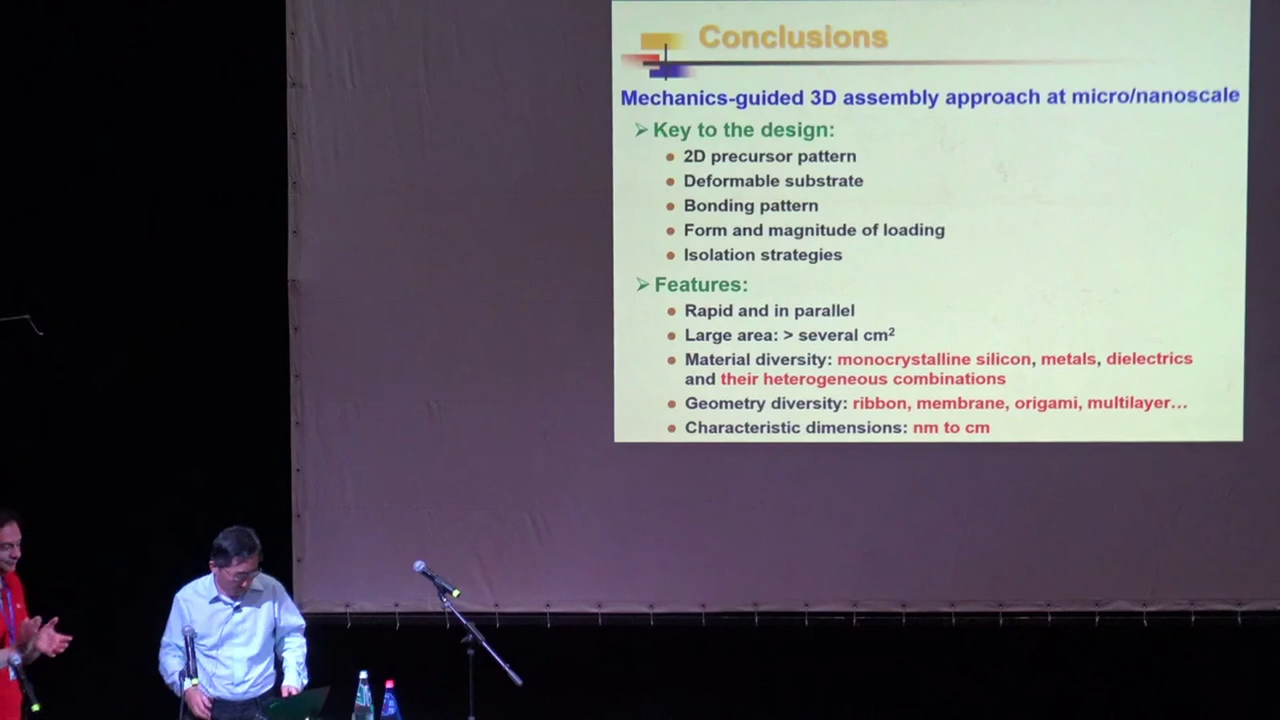 Conclusions
Mechanics-guided 3D assembly approach at micro/nanoscale
➢ Key to the design:
● 2D precursor pattern
● Deformable substrate
● Bonding pattern
● Form and magnitude of loading
● Isolation strategies
➢ Features:
● Rapid and in parallel
● Large area: > several cm²
● Material diversity: monocrystalline silicon, metals, dielectrics
and their heterogeneous combinations
● Geometry diversity: ribbon, membrane, origami, multilayer…
● Characteristic dimensions: nm to cm